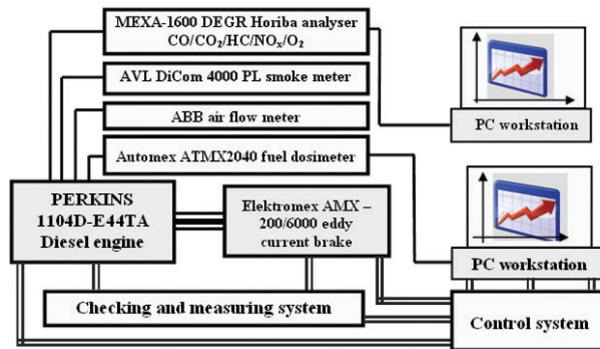 MEXA-1600 DEGR Horiba analyser
CO/CO₂/HC/NOₓ/O₂
AVL DiCom 4000 PL smoke meter
ABB air flow meter
Automex ATMX2040 fuel dosimeter
PC workstation
PERKINS
1104D-E44TA
Diesel engine
Elektromex AMX –
200/6000 eddy
current brake
PC workstation
Checking and measuring system
Control system